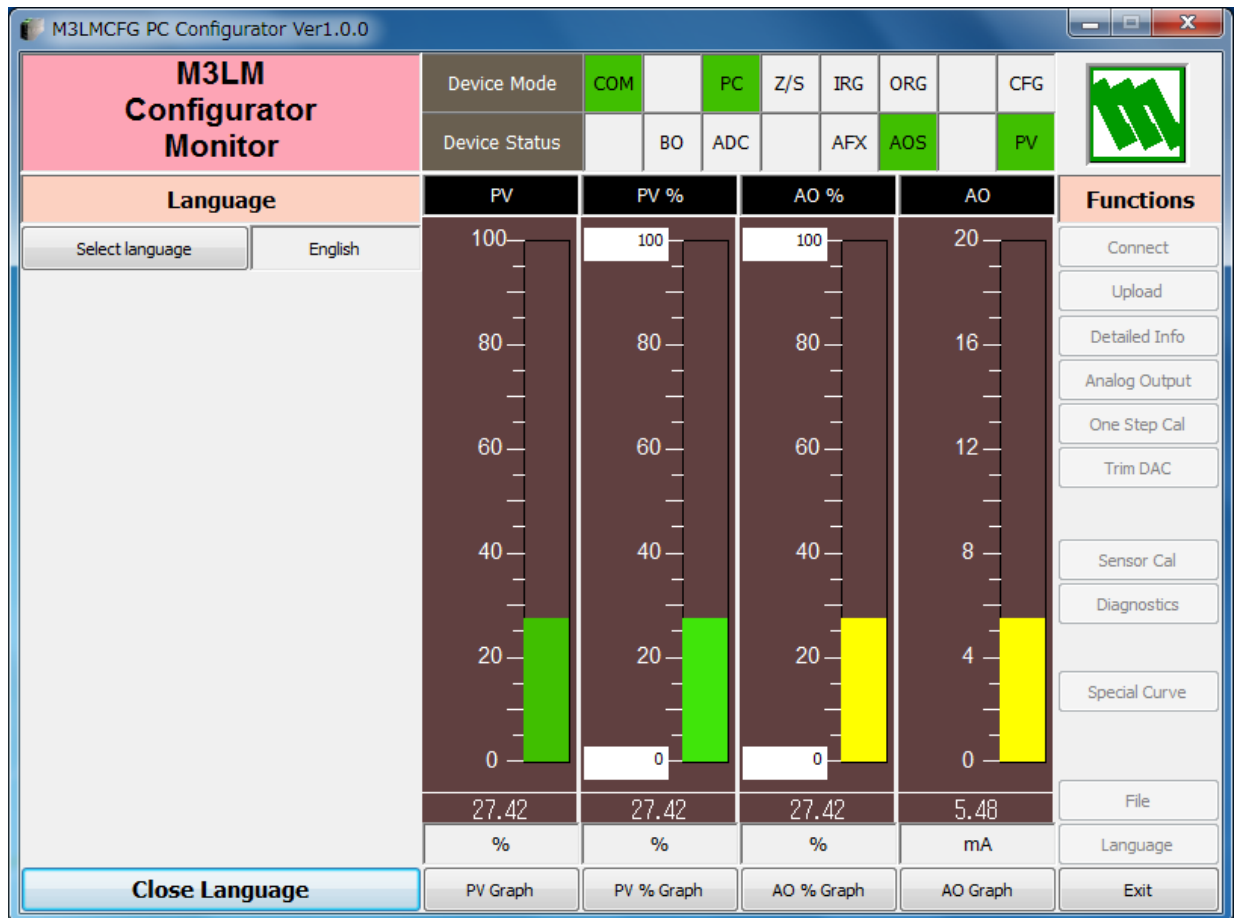 M3LMCFG PC Configurator Ver1.0.0
M3LM
Configurator
Monitor
Device Mode COM PC Z/S IRG ORG CFG
Device Status BO ADC AFX AOS PV
Language
Select language English
PV PV % AO % AO
100 100 100 20
80 80 80 16
60 60 60 12
40 40 40 8
20 20 20 4
0 0 0 0
27.42 27.42 27.42 5.48
% % % mA
Close Language
PV Graph PV % Graph AO % Graph AO Graph
Functions
Connect
Upload
Detailed Info
Analog Output
One Step Cal
Trim DAC
Sensor Cal
Diagnostics
Special Curve
File
Language
Exit